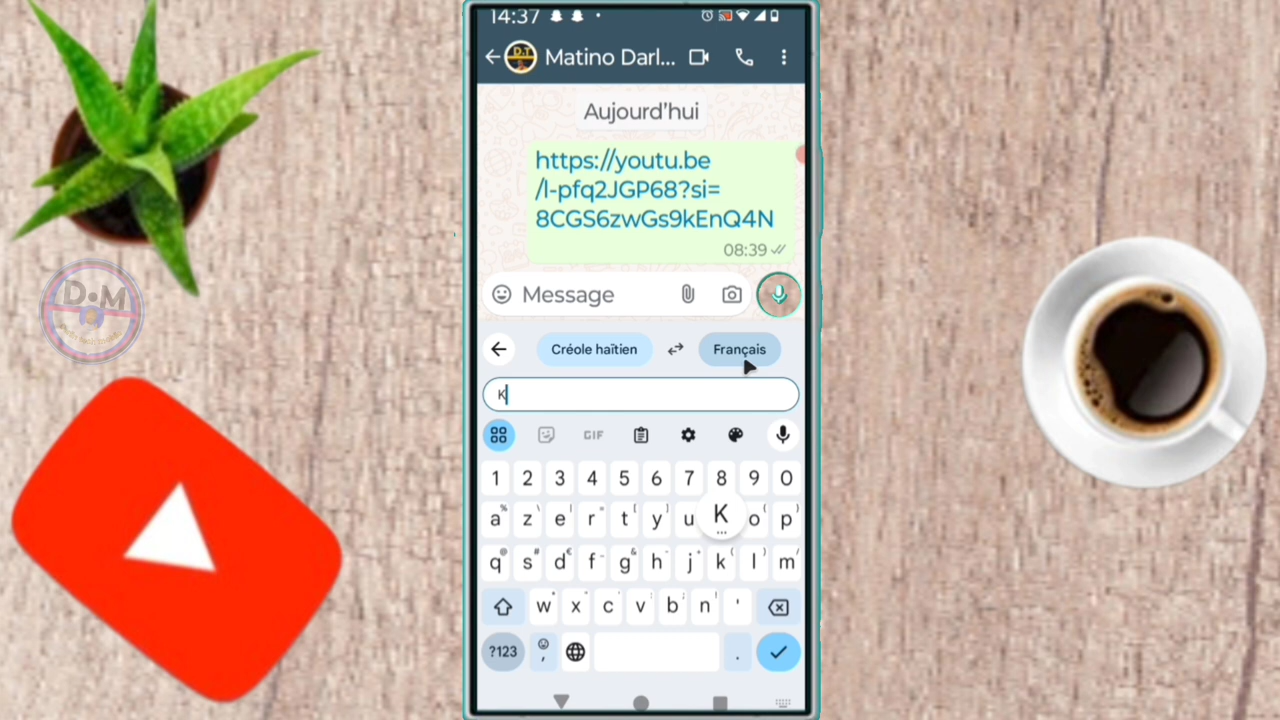 14:37
D.T
Matino Darl...
Aujourd'hui
https://youtu.be
/l-pfq2JGP68?si=
8CGS6zwGs9kEnQ4N
08:39
Message
D.M
Créole haïtien
Français
K
GIF
1 2 3 4 5 6 7 8 9 0
a z e r t y u K o p
q s d f g h j k l m
w x c v b n '
?123 , .